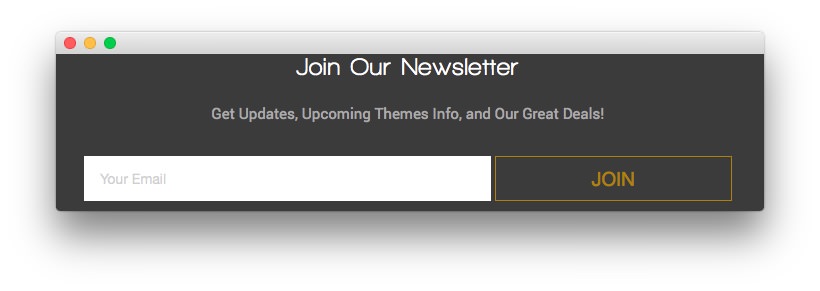 Join Our Newsletter
Get Updates, Upcoming Themes Info, and Our Great Deals!
Your Email
JOIN